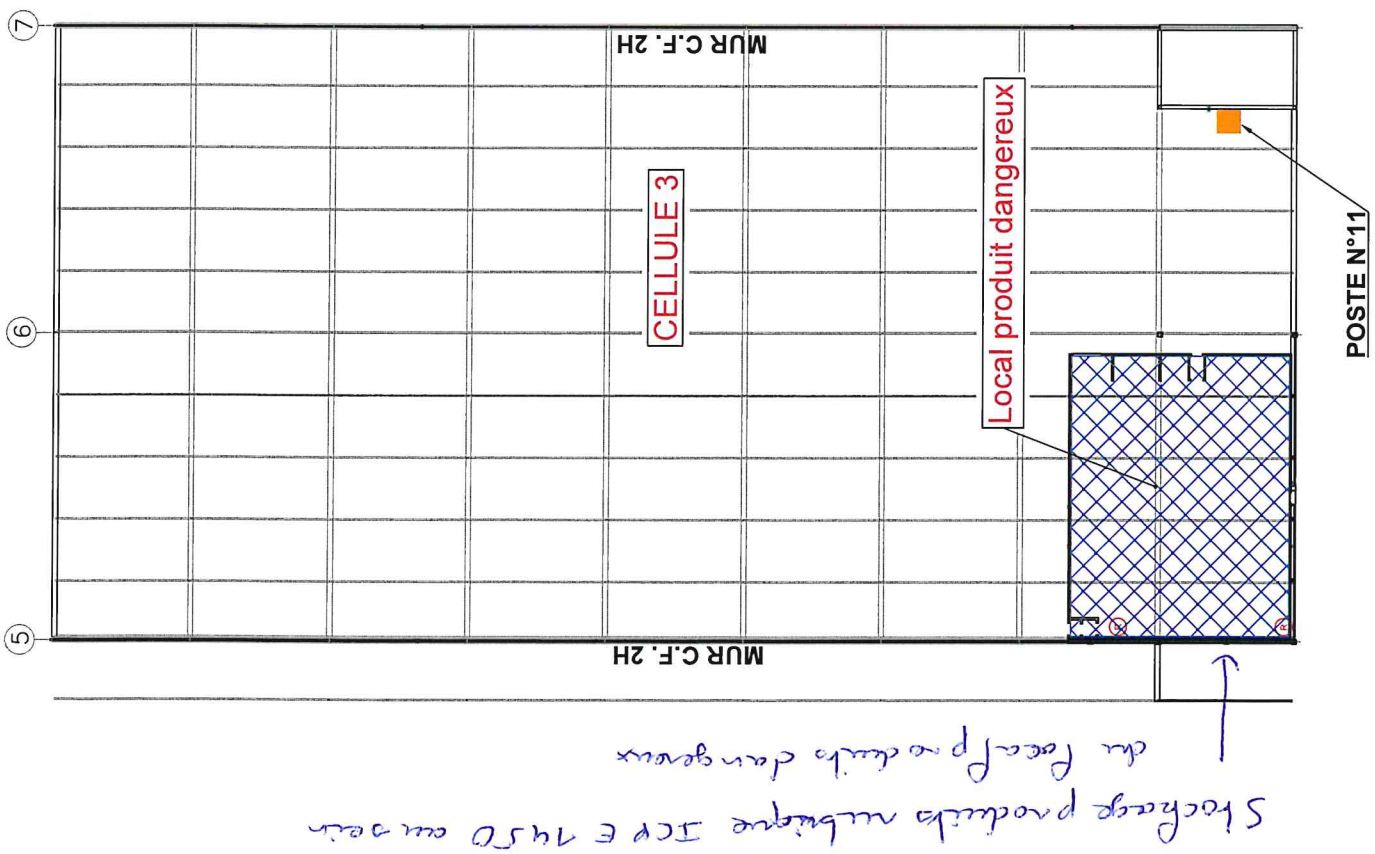 7
MUR C.F. 2H
CELLULE 3
Local produit dangereux
6
POSTE N°11
5
MUR C.F. 2H
R
R
Stockage produits rubrique ICPE 1450 au sein
du local produits dangereux